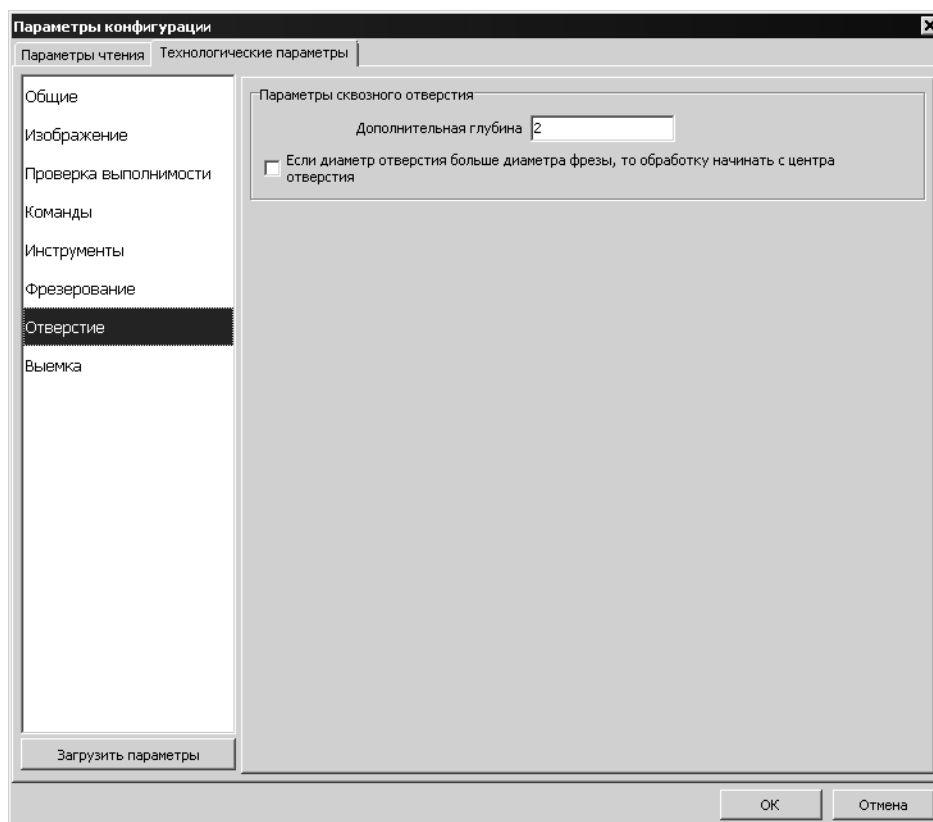 Параметры конфигурации
Параметры чтения Технологические параметры
Общие
Изображение
Проверка выполнимости
Команды
Инструменты
Фрезерование
Отверстие
Выемка
Загрузить параметры
Параметры сквозного отверстия
Дополнительная глубина 2
Если диаметр отверстия больше диаметра фрезы, то обработку начинать с центра
отверстия
ОК Отмена